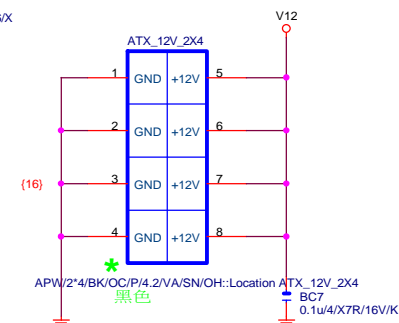 6/X
V12
ATX_12V_2X4
1 GND +12V 5
2 GND +12V 6
{16} 3 GND +12V 7
4 GND +12V 8
*
APW/2*4/BK/OC/P/4.2/VA/SN/OH::Location ATX_12V_2X4
黑色
BC7
0.1u/4/X7R/16V/K